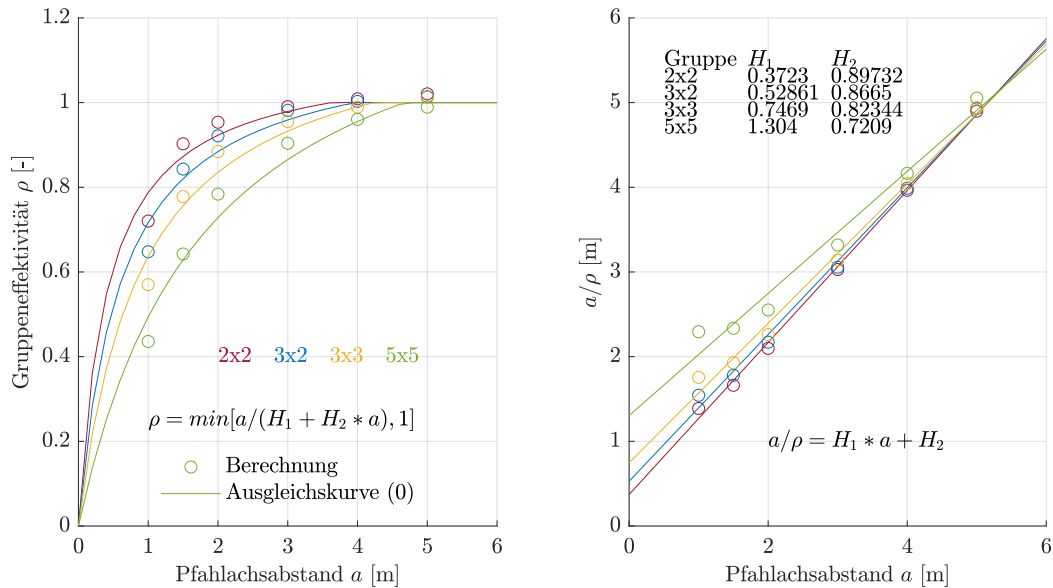 1.2
1
0.8
0.6
0.4
0.2
0
Gruppeneffektivität ρ [-]
2x2 3x2 3x3 5x5
ρ = min[a/(H₁ + H₂ * a), 1]
Berechnung
Ausgleichskurve (0)
0 1 2 3 4 5 6
Pfahlachsabstand a [m]
6
5
4
3
2
1
0
a/ρ [m]
Gruppe H₁ H₂
2x2 0.3723 0.89732
3x2 0.52861 0.8665
3x3 0.7469 0.82344
5x5 1.304 0.7209
a/ρ = H₁ * a + H₂
0 2 4 6
Pfahlachsabstand a [m]